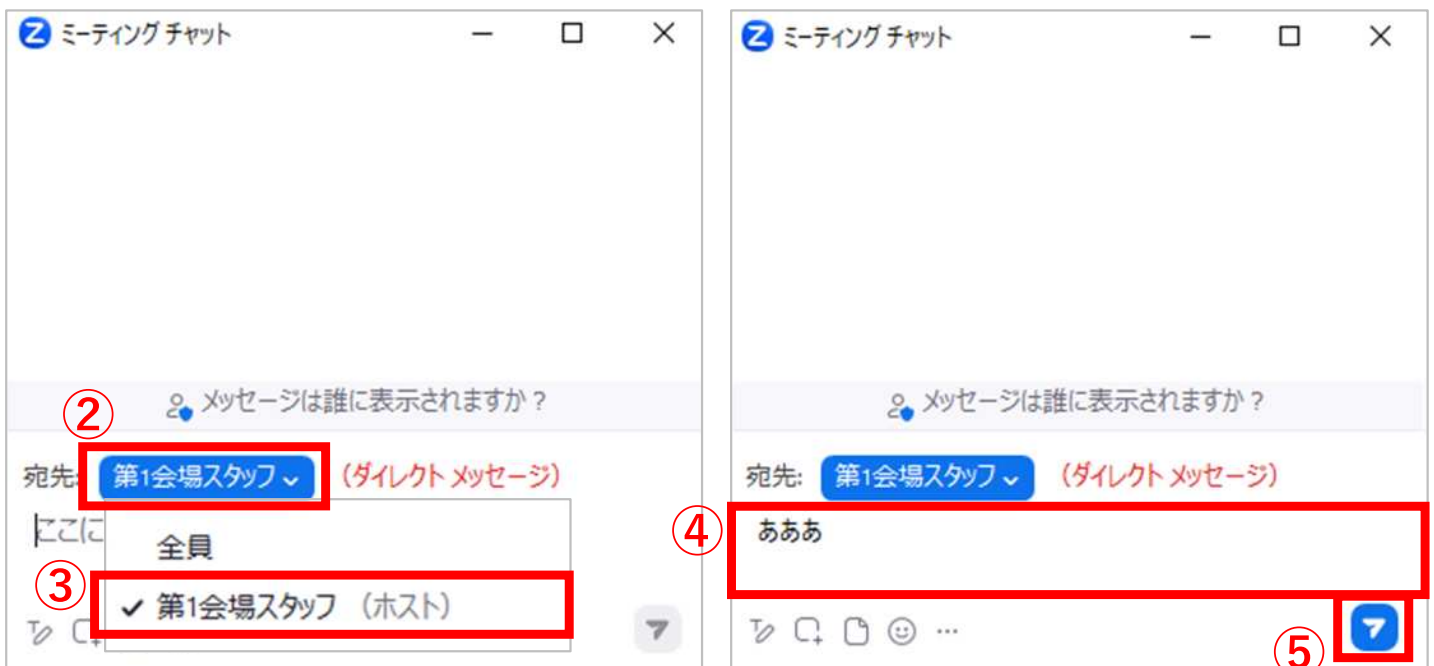 ミーティング チャット
メッセージは誰に表示されますか？
②
宛先: 第1会場スタッフ （ダイレクト メッセージ）
ここに
全員
③
✓ 第1会場スタッフ （ホスト）
ミーティング チャット
メッセージは誰に表示されますか？
宛先: 第1会場スタッフ （ダイレクト メッセージ）
④
あああ
⑤